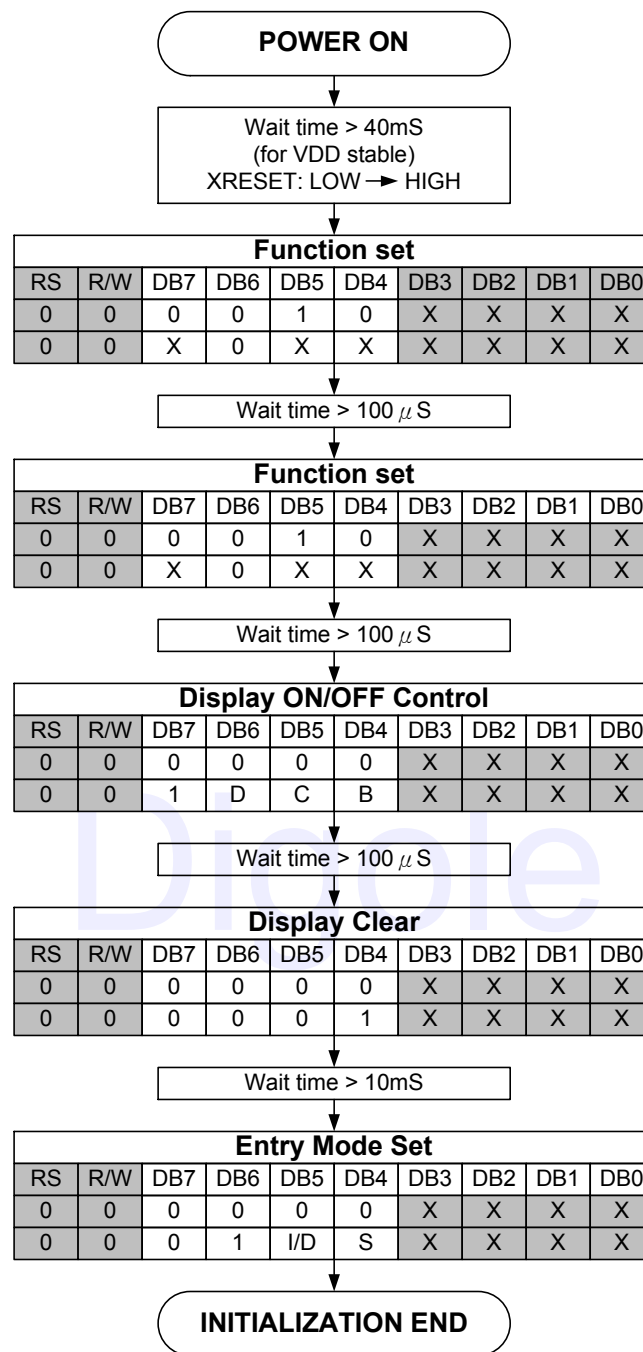 POWER ON
Wait time > 40mS
(for VDD stable)
XRESET: LOW → HIGH
Function set
RS R/W DB7 DB6 DB5 DB4 DB3 DB2 DB1 DB0
0 0 0 0 1 0 X X X X
0 0 X 0 X X X X X X
Wait time > 100 μS
Function set
RS R/W DB7 DB6 DB5 DB4 DB3 DB2 DB1 DB0
0 0 0 0 1 0 X X X X
0 0 X 0 X X X X X X
Wait time > 100 μS
Display ON/OFF Control
RS R/W DB7 DB6 DB5 DB4 DB3 DB2 DB1 DB0
0 0 0 0 0 0 X X X X
0 0 1 D C B X X X X
Wait time > 100 μS
Digole
Display Clear
RS R/W DB7 DB6 DB5 DB4 DB3 DB2 DB1 DB0
0 0 0 0 0 0 X X X X
0 0 0 0 0 1 X X X X
Wait time > 10mS
Entry Mode Set
RS R/W DB7 DB6 DB5 DB4 DB3 DB2 DB1 DB0
0 0 0 0 0 0 X X X X
0 0 0 1 I/D S X X X X
INITIALIZATION END